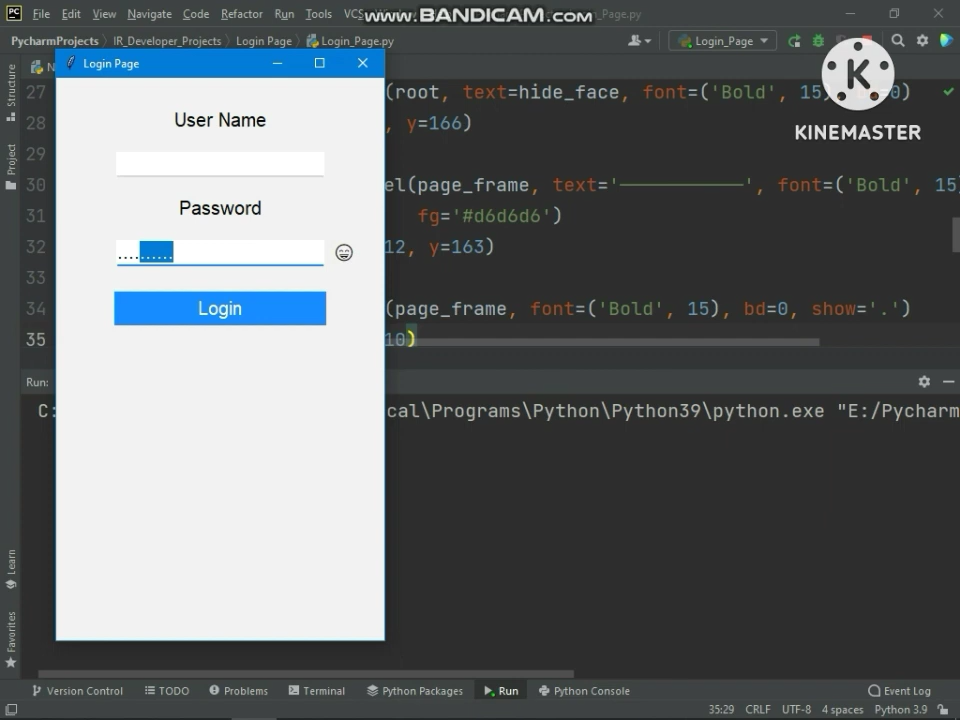 PC File Edit View Navigate Code Refactor Run Tools VCS www.BANDICAM.com _Page.py
PycharmProjects IR_Developer_Projects Login Page Login_Page.py Login_Page
Login Page
KINEMASTER
User Name
Password
..........
Login
27 (root, text=hide_face, font=('Bold', 15), =0)
28 , y=166)
29
30 el(page_frame, text='───────────', font=('Bold', 15
31 fg='#d6d6d6')
32 12, y=163)
33
34 (page_frame, font=('Bold', 15), bd=0, show='.')
35 10)
Run:
C: cal\Programs\Python\Python39\python.exe "E:/Pycharm
Structure
Project
Learn
Favorites
Version Control TODO Problems Terminal Python Packages Run Python Console Event Log
35:29 CRLF UTF-8 4 spaces Python 3.9